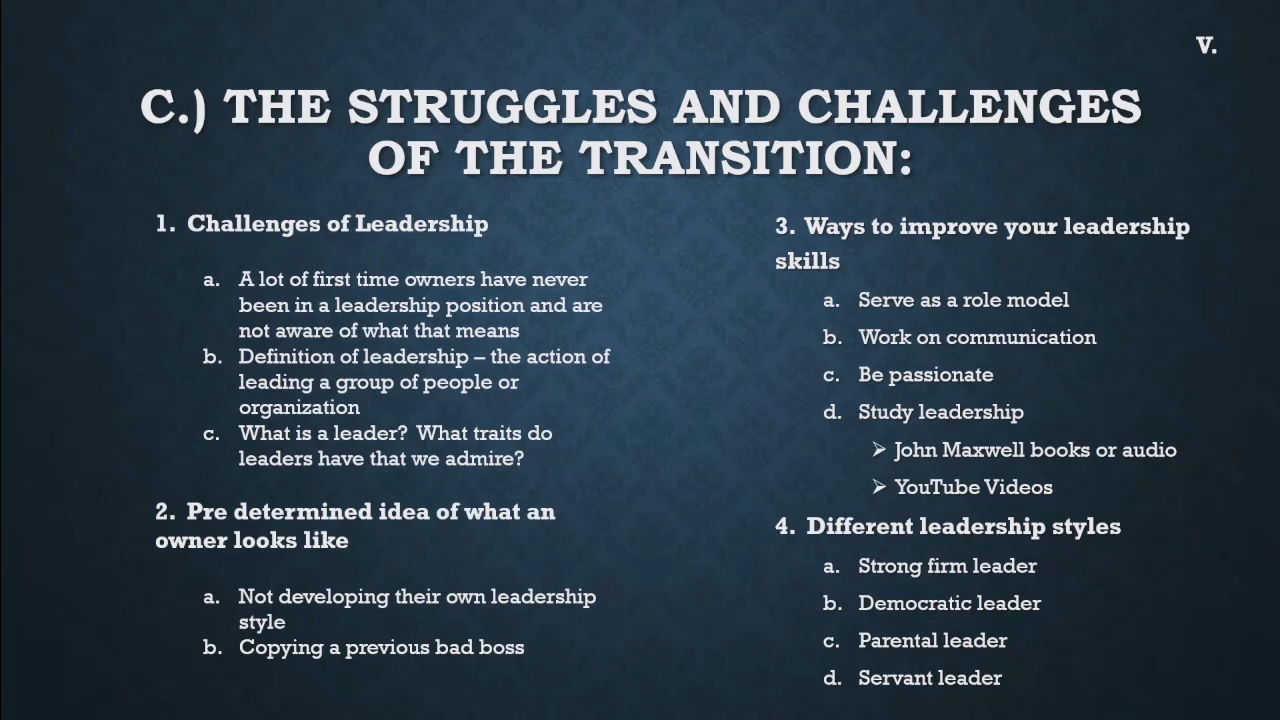 V.
C.) THE STRUGGLES AND CHALLENGES
OF THE TRANSITION:
1. Challenges of Leadership
a. A lot of first time owners have never
been in a leadership position and are
not aware of what that means
b. Definition of leadership – the action of
leading a group of people or
organization
c. What is a leader? What traits do
leaders have that we admire?
2. Pre determined idea of what an
owner looks like
a. Not developing their own leadership
style
b. Copying a previous bad boss
3. Ways to improve your leadership
skills
a. Serve as a role model
b. Work on communication
c. Be passionate
d. Study leadership
➢ John Maxwell books or audio
➢ YouTube Videos
4. Different leadership styles
a. Strong firm leader
b. Democratic leader
c. Parental leader
d. Servant leader